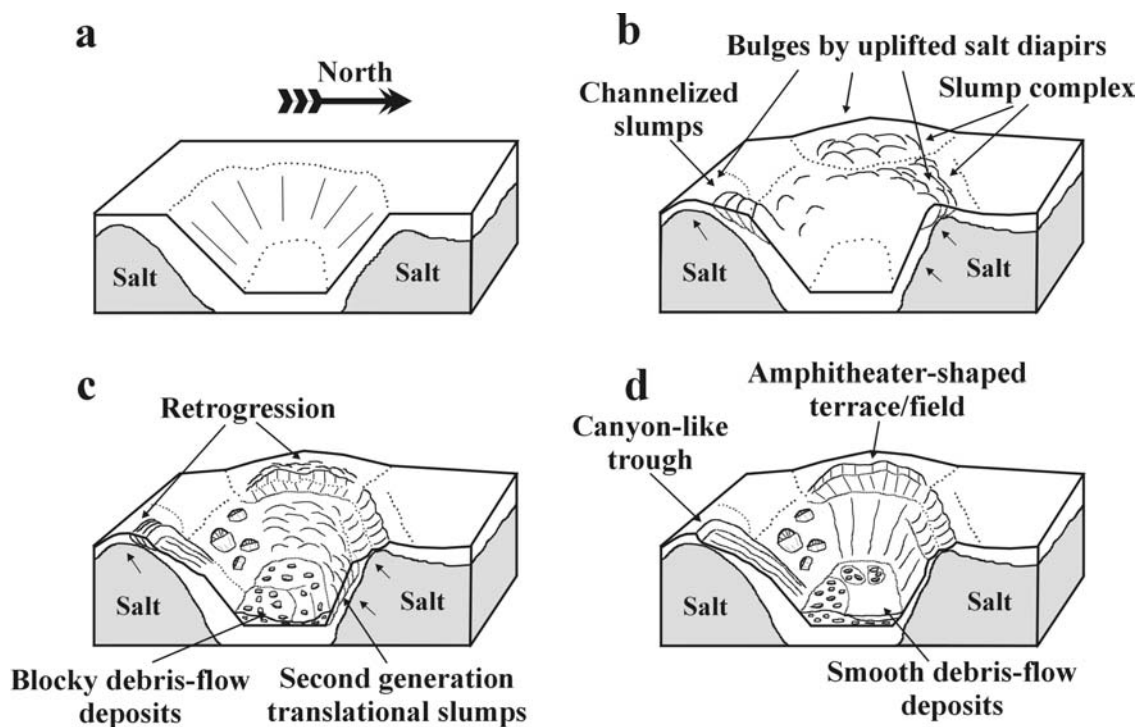 a
North
Salt
Salt
b
Bulges by uplifted salt diapirs
Channelized
slumps
Slump complex
Salt
Salt
c
Retrogression
Salt
Salt
Blocky debris-flow
deposits
Second generation
translational slumps
d
Amphitheater-shaped
terrace/field
Canyon-like
trough
Salt
Salt
Smooth debris-flow
deposits